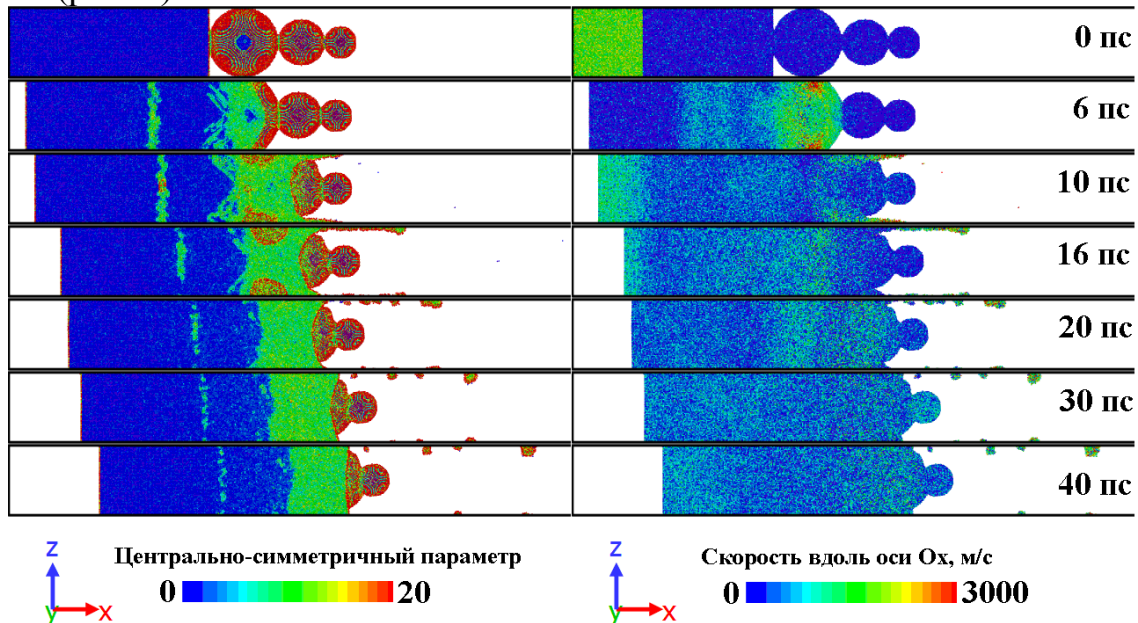 0 пс
6 пс
10 пс
16 пс
20 пс
30 пс
40 пс
Z
Y
X
Центрально-симметричный параметр
0
20
Z
Y
X
Скорость вдоль оси Ox, м/с
0
3000